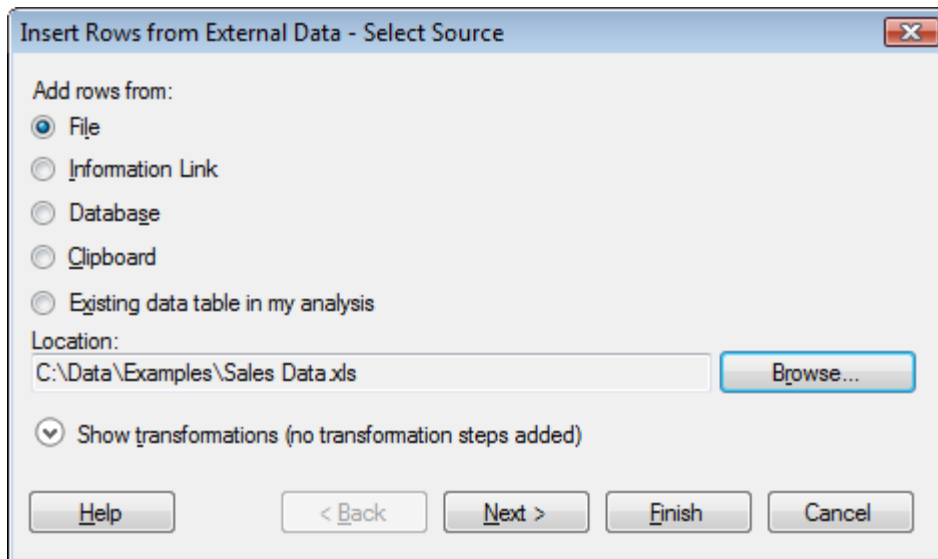 Insert Rows from External Data - Select Source
Add rows from:
File
Information Link
Database
Clipboard
Existing data table in my analysis
Location:
C:\Data\Examples\Sales Data.xls
Browse...
Show transformations (no transformation steps added)
Help
< Back
Next >
Finish
Cancel